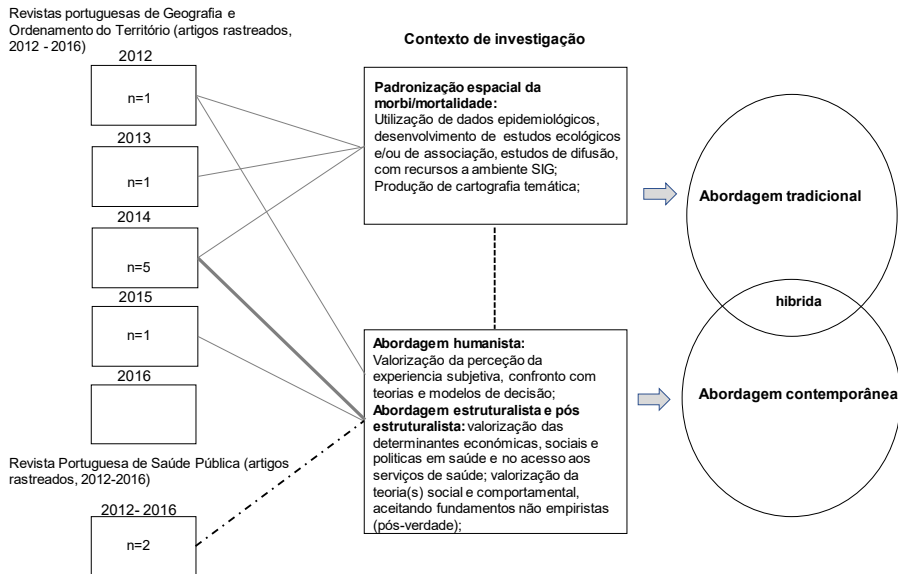 Revistas portuguesas de Geografia e
Ordenamento do Território (artigos rastreados,
2012 - 2016)
2012
n=1
2013
n=1
2014
n=5
2015
n=1
2016
Revista Portuguesa de Saúde Pública (artigos
rastreados, 2012-2016)
2012- 2016
n=2
Contexto de investigação
Padronização espacial da
morbi/mortalidade:
Utilização de dados epidemiológicos,
desenvolvimento de estudos ecológicos
e/ou de associação, estudos de difusão,
com recursos a ambiente SIG;
Produção de cartografia temática;
Abordagem humanista:
Valorização da perceção da
experiencia subjetiva, confronto com
teorias e modelos de decisão;
Abordagem estruturalista e pós
estruturalista: valorização das
determinantes económicas, sociais e
politicas em saúde e no acesso aos
serviços de saúde; valorização da
teoria(s) social e comportamental,
aceitando fundamentos não empiristas
(pós-verdade);
Abordagem tradicional
hibrida
Abordagem contemporânea